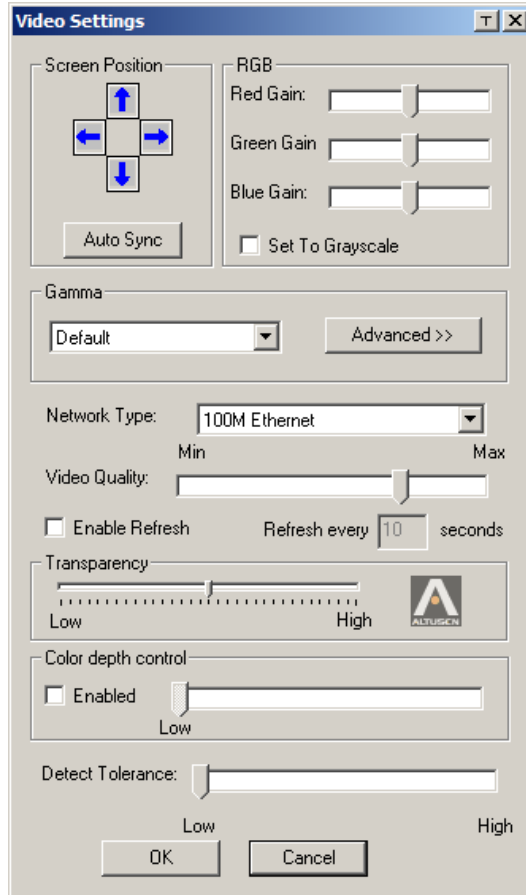 Video Settings
Screen Position
Auto Sync
RGB
Red Gain:
Green Gain
Blue Gain:
Set To Grayscale
Gamma
Default
Advanced >>
Network Type:
100M Ethernet
Min
Max
Video Quality:
Enable Refresh
Refresh every 10 seconds
Transparency
Low
High
ALTUSEN
Color depth control
Enabled
Low
Detect Tolerance:
Low
High
OK
Cancel